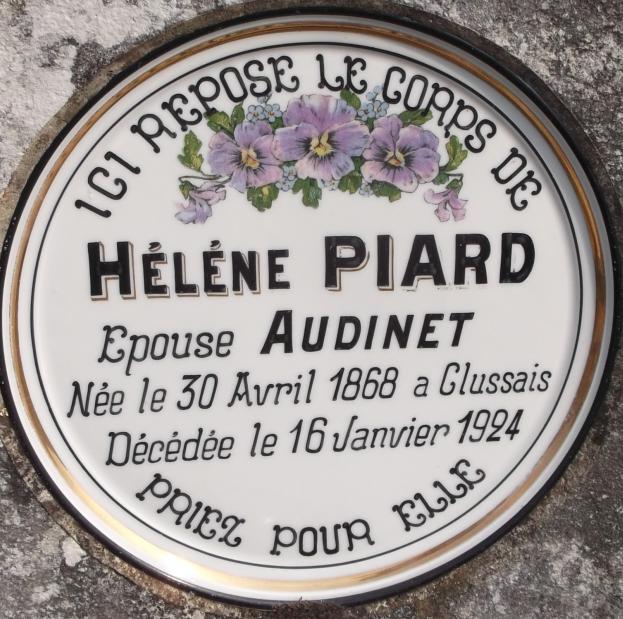 ICI REPOSE LE CORPS DE
HÉLÉNE PIARD
Epouse AUDINET
Née le 30 Avril 1868 a Clussais
Décédée le 16 Janvier 1924
PRIEZ POUR ELLE